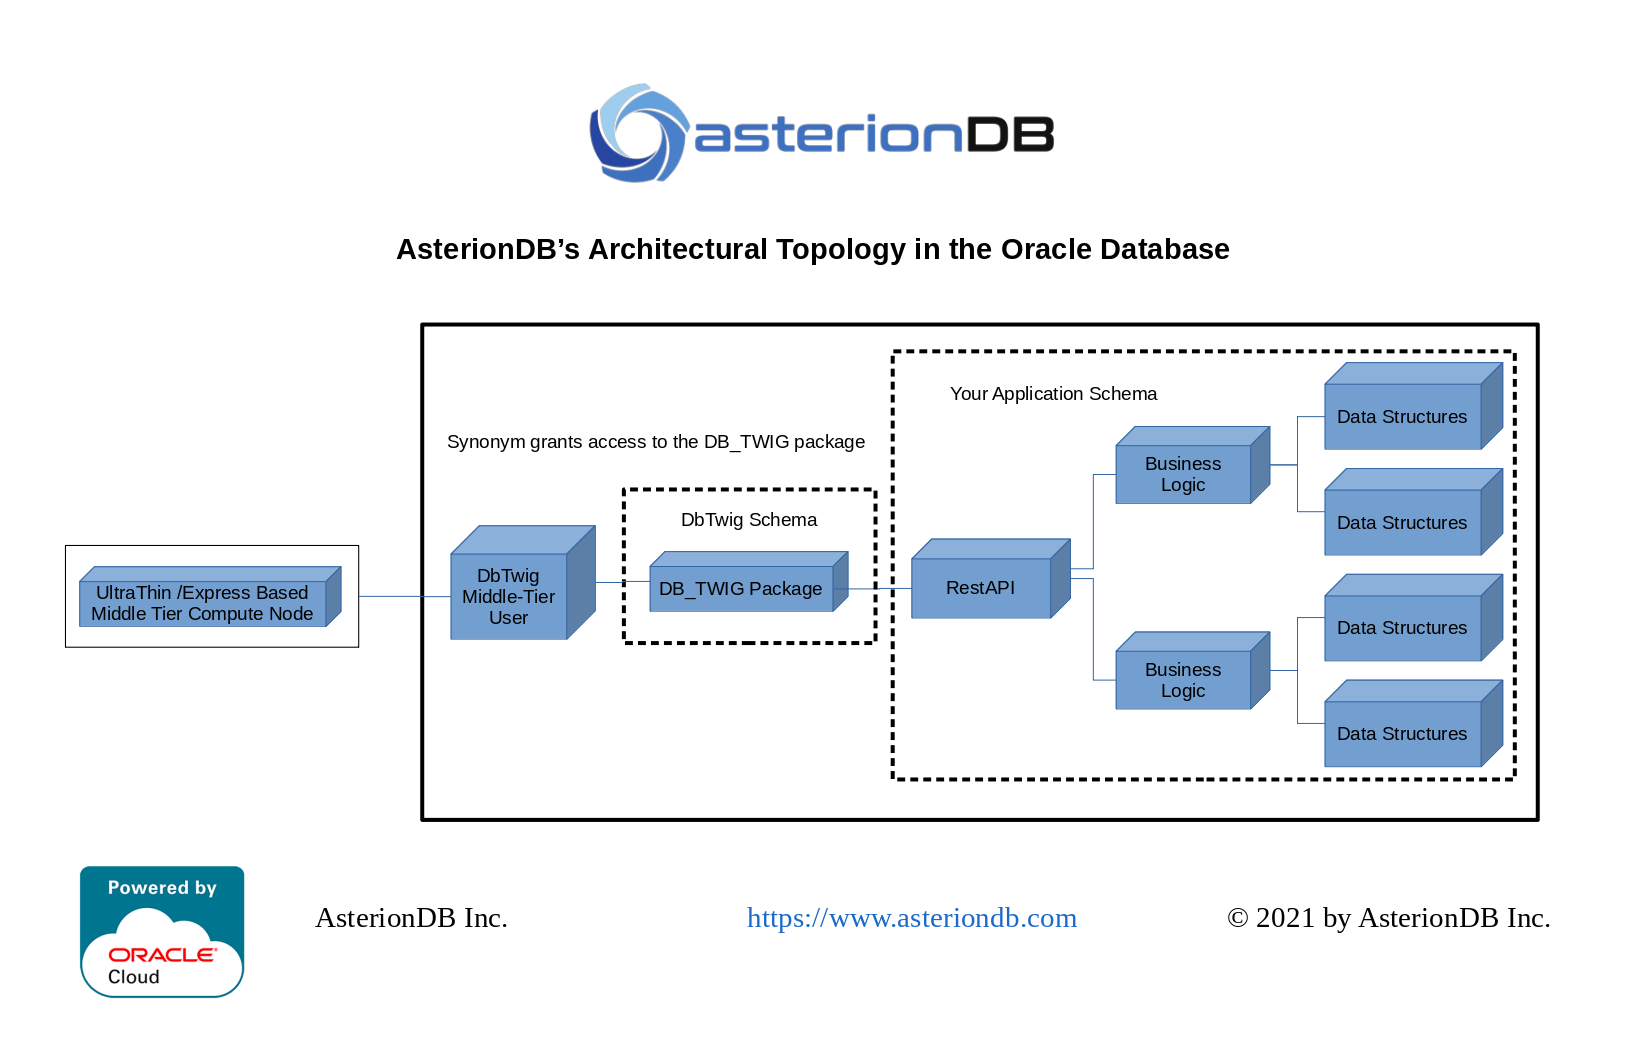 asterionDB
AsterionDB’s Architectural Topology in the Oracle Database
Your Application Schema
Synonym grants access to the DB_TWIG package
DbTwig Schema
UltraThin /Express Based
Middle Tier Compute Node
DbTwig
Middle-Tier
User
DB_TWIG Package
RestAPI
Business
Logic
Business
Logic
Data Structures
Data Structures
Data Structures
Data Structures
Powered by
ORACLE®
Cloud
AsterionDB Inc.
https://www.asteriondb.com
© 2021 by AsterionDB Inc.